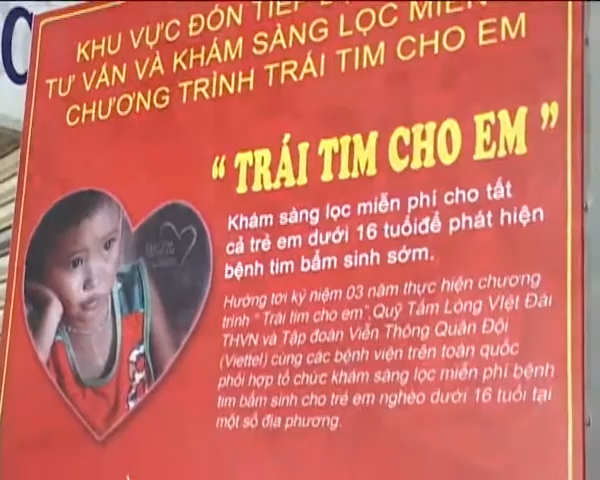 KHU VỰC ĐÓN TIẾP
TƯ VẤN VÀ KHÁM SÀNG LỌC MIỄN
CHƯƠNG TRÌNH TRÁI TIM CHO EM
“ TRÁI TIM CHO EM ”
Khám sàng lọc miễn phí cho tất
cả trẻ em dưới 16 tuổiđể phát hiện
bệnh tim bẩm sinh sớm.
Hướng tới kỷ niệm 03 năm thực hiện chương
trình “ Trái tim cho em”,Quỹ Tấm Lòng Việt Đài
THVN và Tập đoàn Viễn Thông Quân Đội
(Viettel) cùng các bệnh viện trên toàn quốc
phối hợp tổ chức khám sàng lọc miễn phí bệnh
tim bẩm sinh cho trẻ em nghèo dưới 16 tuổi tại
một số địa phương.